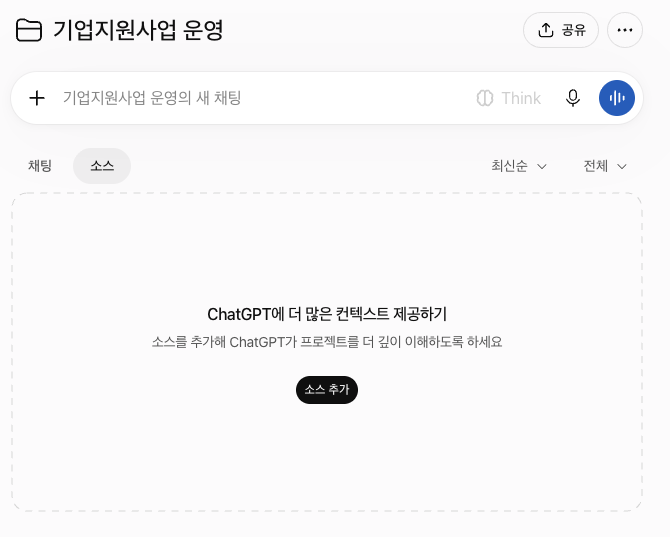 기업지원사업 운영
공유
기업지원사업 운영의 새 채팅
Think
채팅
소스
최신순
전체
ChatGPT에 더 많은 컨텍스트 제공하기
소스를 추가해 ChatGPT가 프로젝트를 더 깊이 이해하도록 하세요
소스 추가